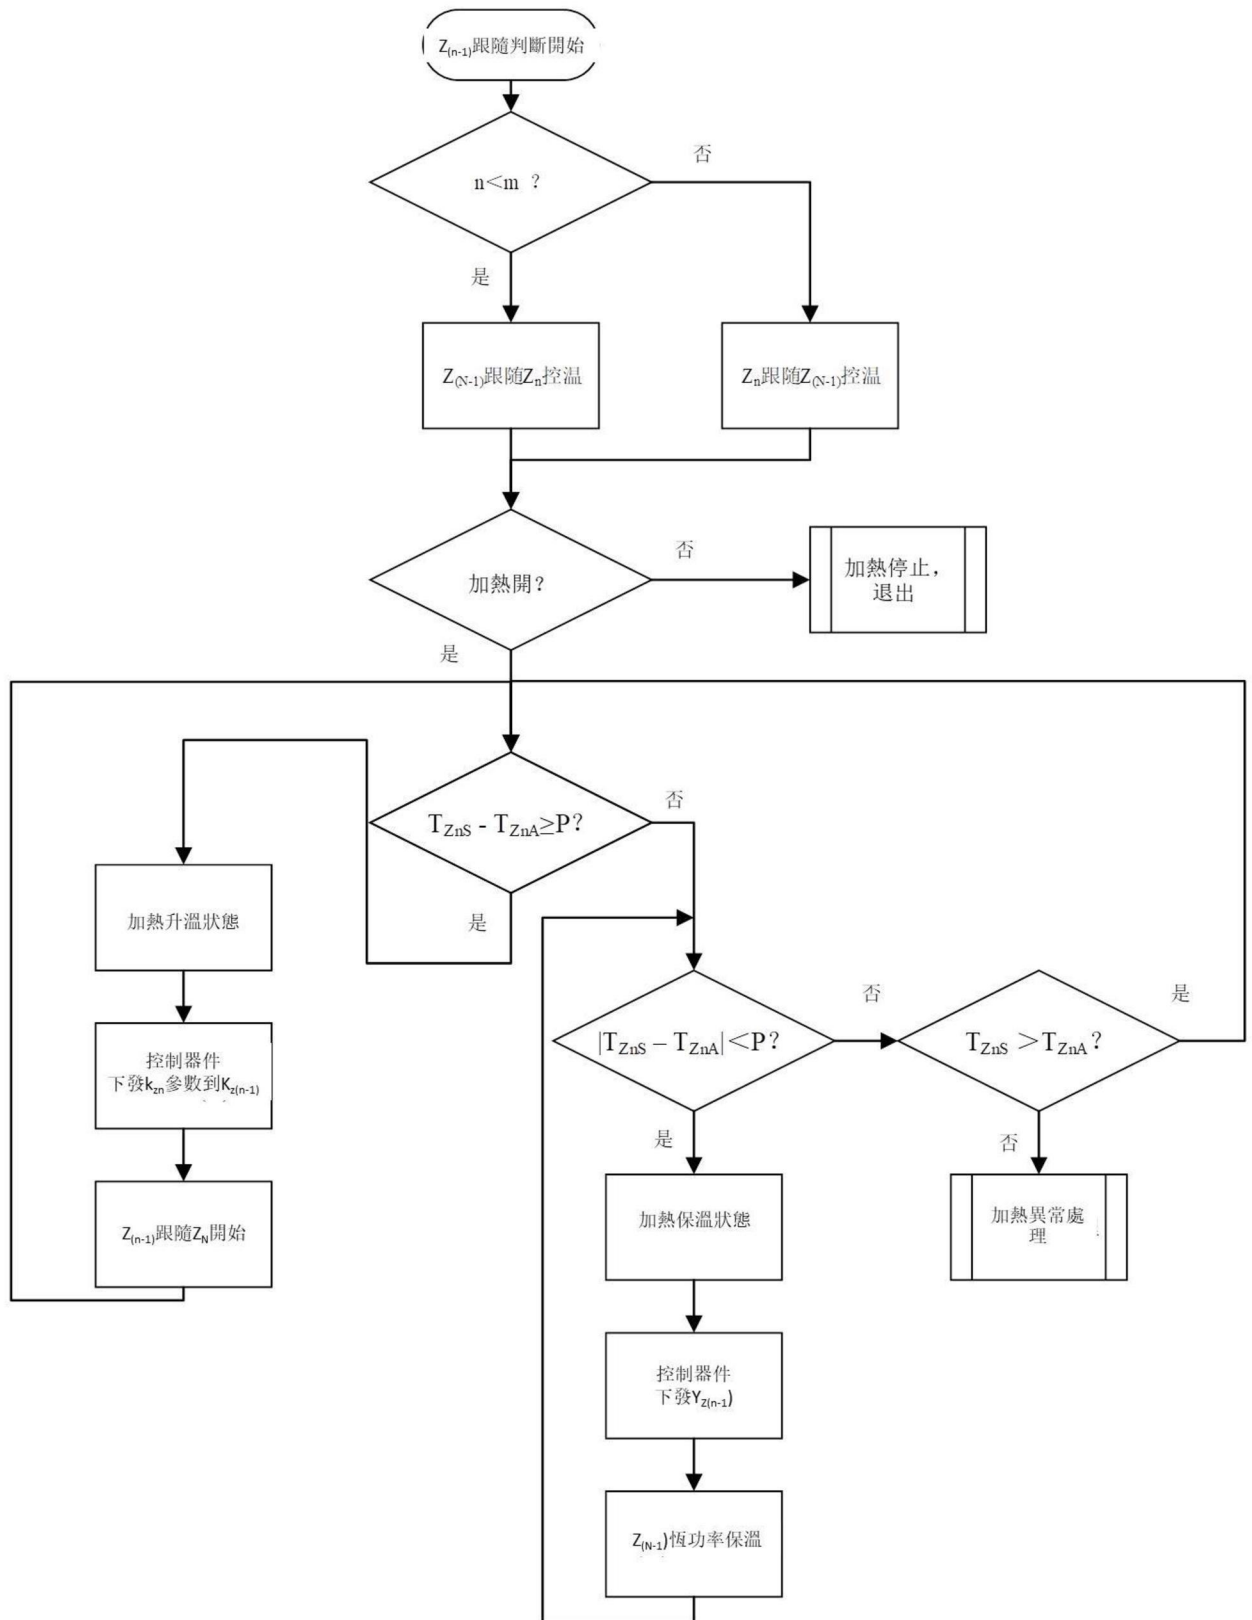 Z(n-1)跟隨判斷開始
n<m ?
否
是
Z(N-1)跟隨Zn控温
Zn跟隨Z(N-1)控温
加熱開?
否
加熱停止，
退出
是
TZnS - TZnA≥P?
否
是
加熱升溫狀態
控制器件
下發kzn參數到Kz(n-1)
Z(n-1)跟隨ZN開始
|TZnS – TZnA|<P?
否
TZnS >TZnA?
是
是
否
加熱保溫狀態
加熱異常處
理
控制器件
下發YZ(n-1)
Z(N-1)恆功率保溫